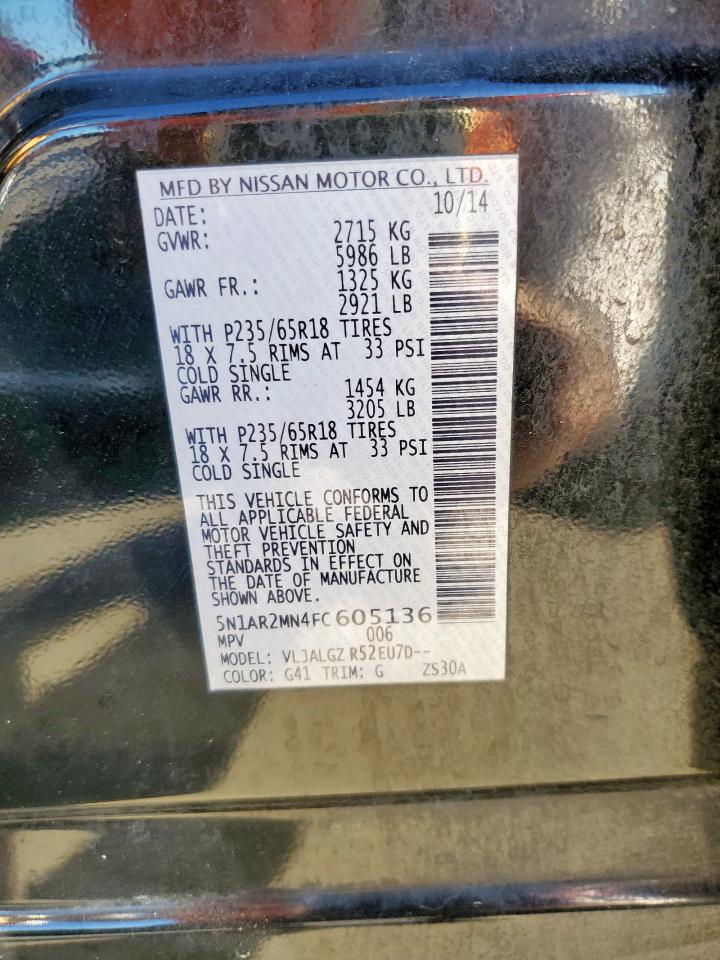 MFD BY NISSAN MOTOR CO., LTD.
DATE: 10/14
GVWR: 2715 KG
5986 LB
GAWR FR.: 1325 KG
2921 LB
WITH P235/65R18 TIRES
18 X 7.5 RIMS AT 33 PSI
COLD SINGLE
GAWR RR.: 1454 KG
3205 LB
WITH P235/65R18 TIRES
18 X 7.5 RIMS AT 33 PSI
COLD SINGLE
THIS VEHICLE CONFORMS TO
ALL APPLICABLE FEDERAL
MOTOR VEHICLE SAFETY AND
THEFT PREVENTION
STANDARDS IN EFFECT ON
THE DATE OF MANUFACTURE
SHOWN ABOVE.
5N1AR2MN4FC605136
MPV 006
MODEL: VLJALGZ R52EU7D--
COLOR: G41 TRIM: G ZS30A